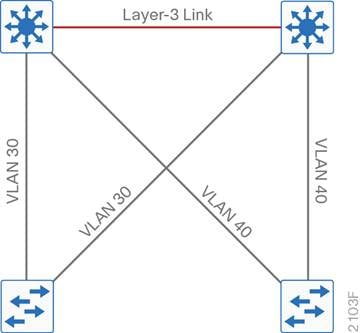 Layer-3 Link
VLAN 30
VLAN 30
VLAN 40
VLAN 40
2103F